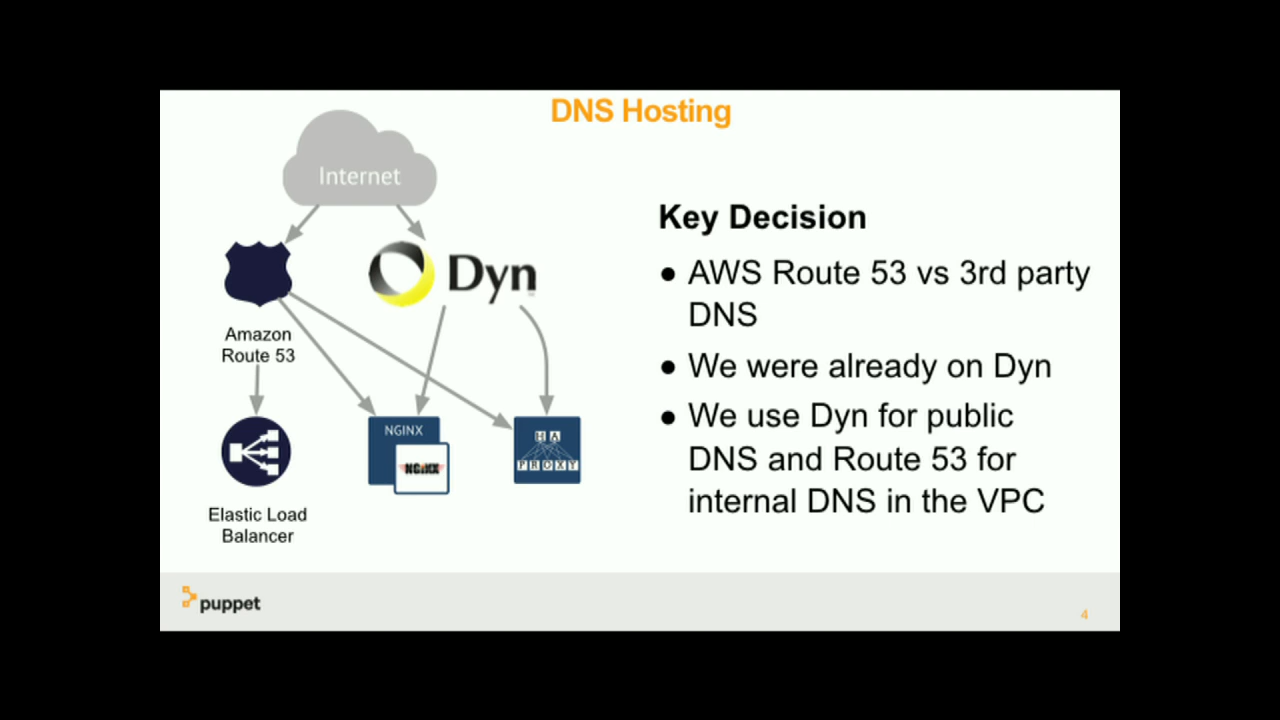 DNS Hosting
Internet
Dyn
Amazon
Route 53
NGINX
NGINX
HA
PROXY
Elastic Load
Balancer
Key Decision
● AWS Route 53 vs 3rd party
DNS
● We were already on Dyn
● We use Dyn for public
DNS and Route 53 for
internal DNS in the VPC
puppet
4